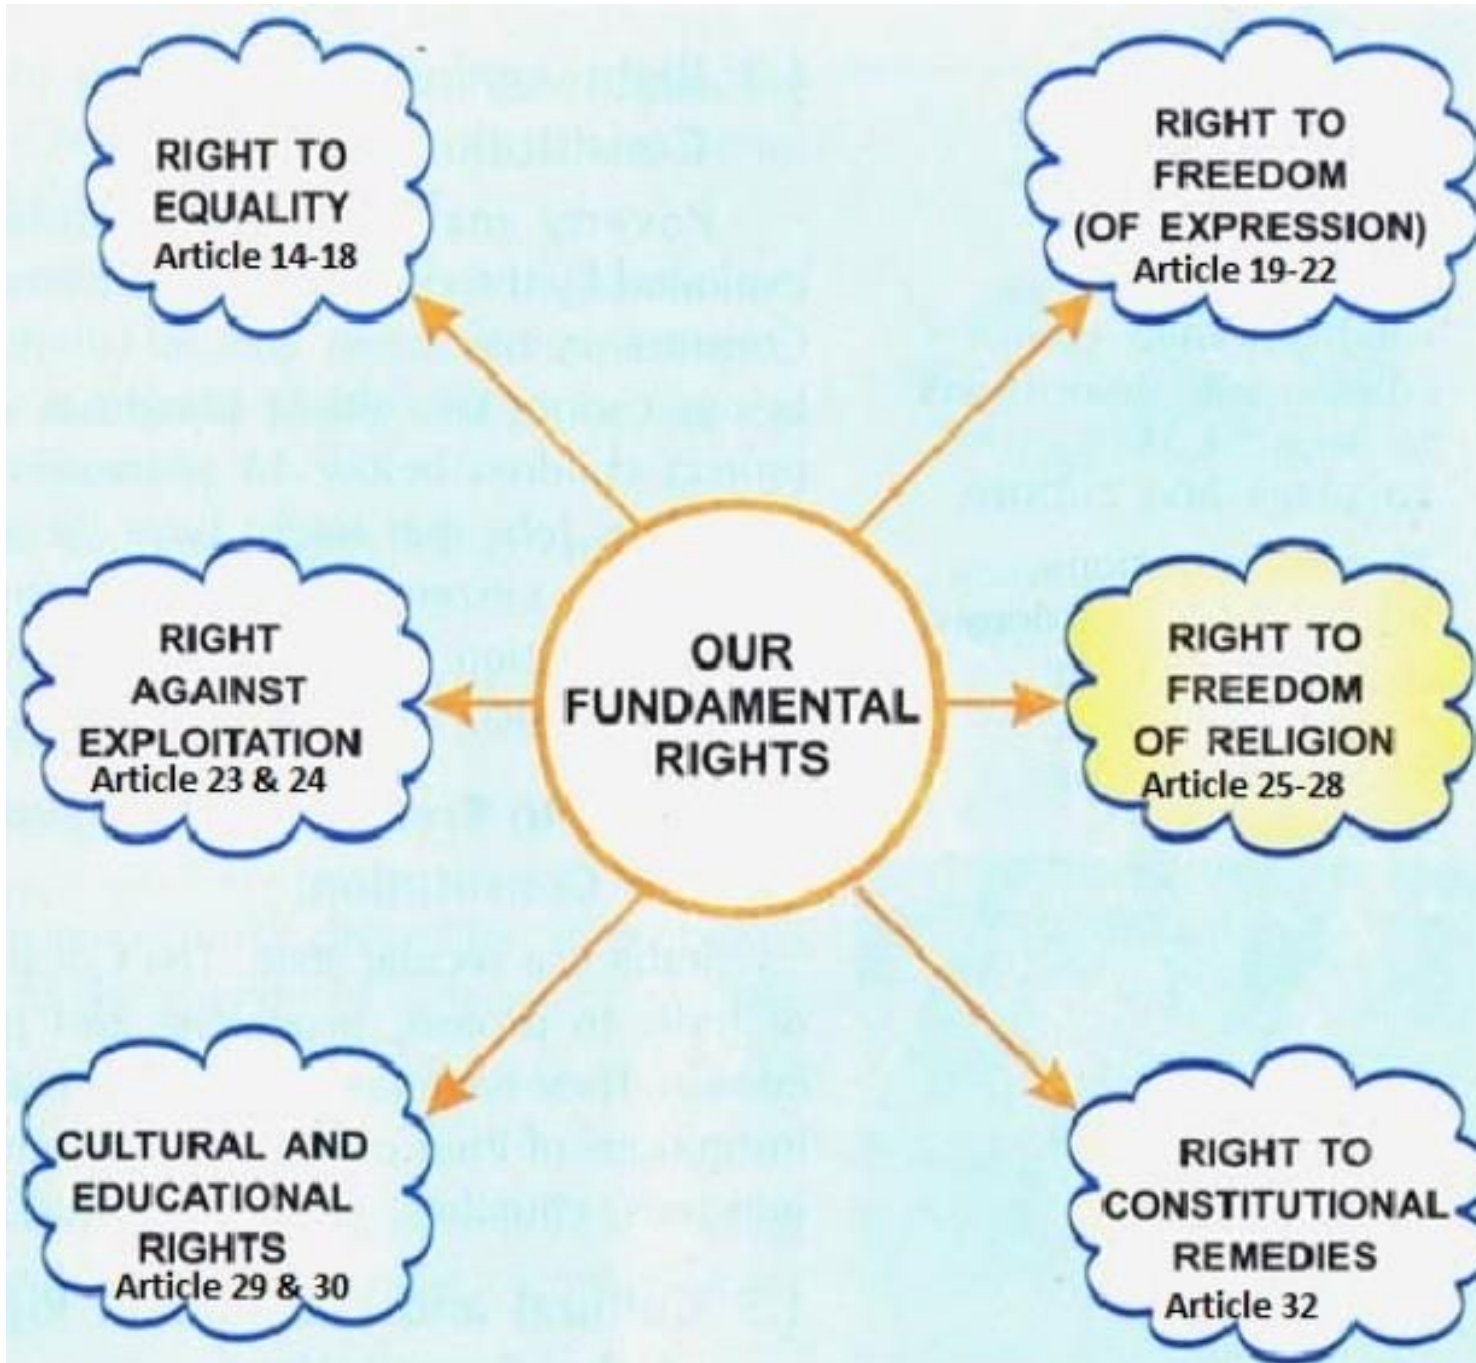 RIGHT TO
EQUALITY
Article 14-18
RIGHT TO
FREEDOM
(OF EXPRESSION)
Article 19-22
RIGHT
AGAINST
EXPLOITATION
Article 23 & 24
OUR
FUNDAMENTAL
RIGHTS
RIGHT TO
FREEDOM
OF RELIGION
Article 25-28
CULTURAL AND
EDUCATIONAL
RIGHTS
Article 29 & 30
RIGHT TO
CONSTITUTIONAL
REMEDIES
Article 32